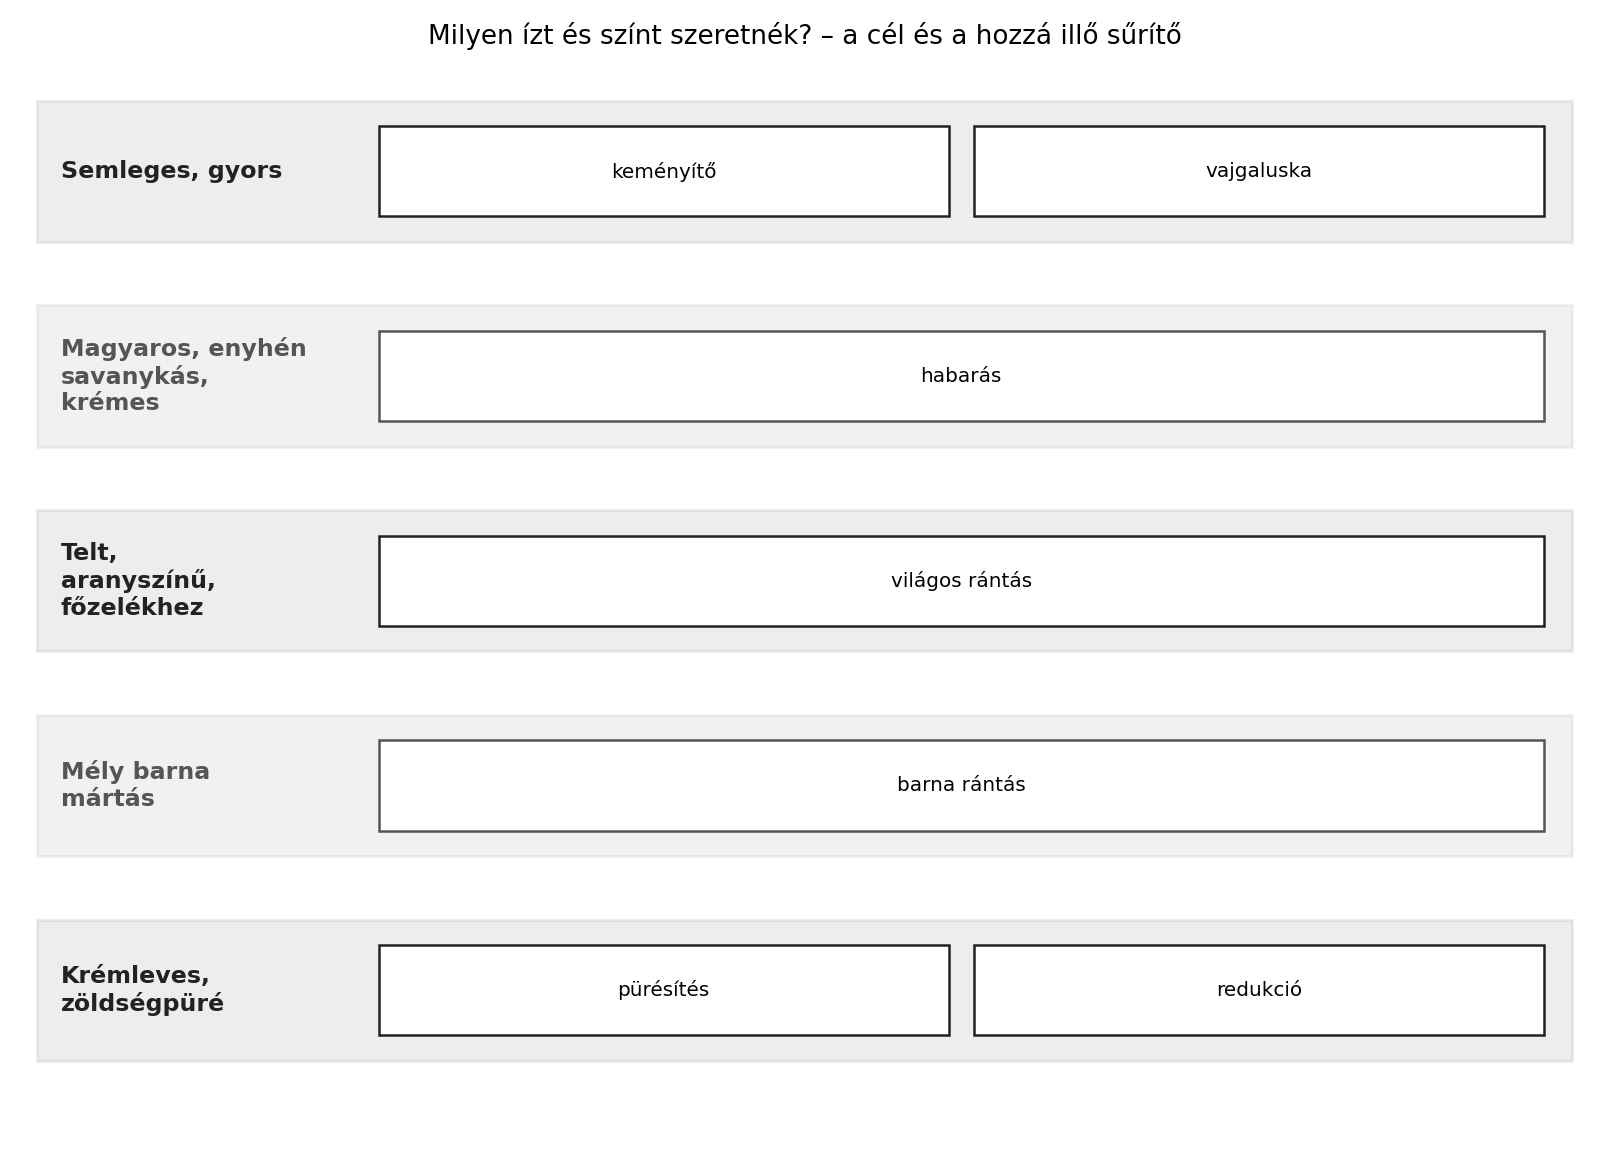 Milyen ízt és színt szeretnék? – a cél és a hozzá illő sűrítő
Semleges, gyors
keményítő
vajgaluska
Magyaros, enyhén
savanykás,
krémes
habarás
Telt,
aranyszínű,
főzelékhez
világos rántás
Mély barna
mártás
barna rántás
Krémleves,
zöldségpüré
pürésítés
redukció